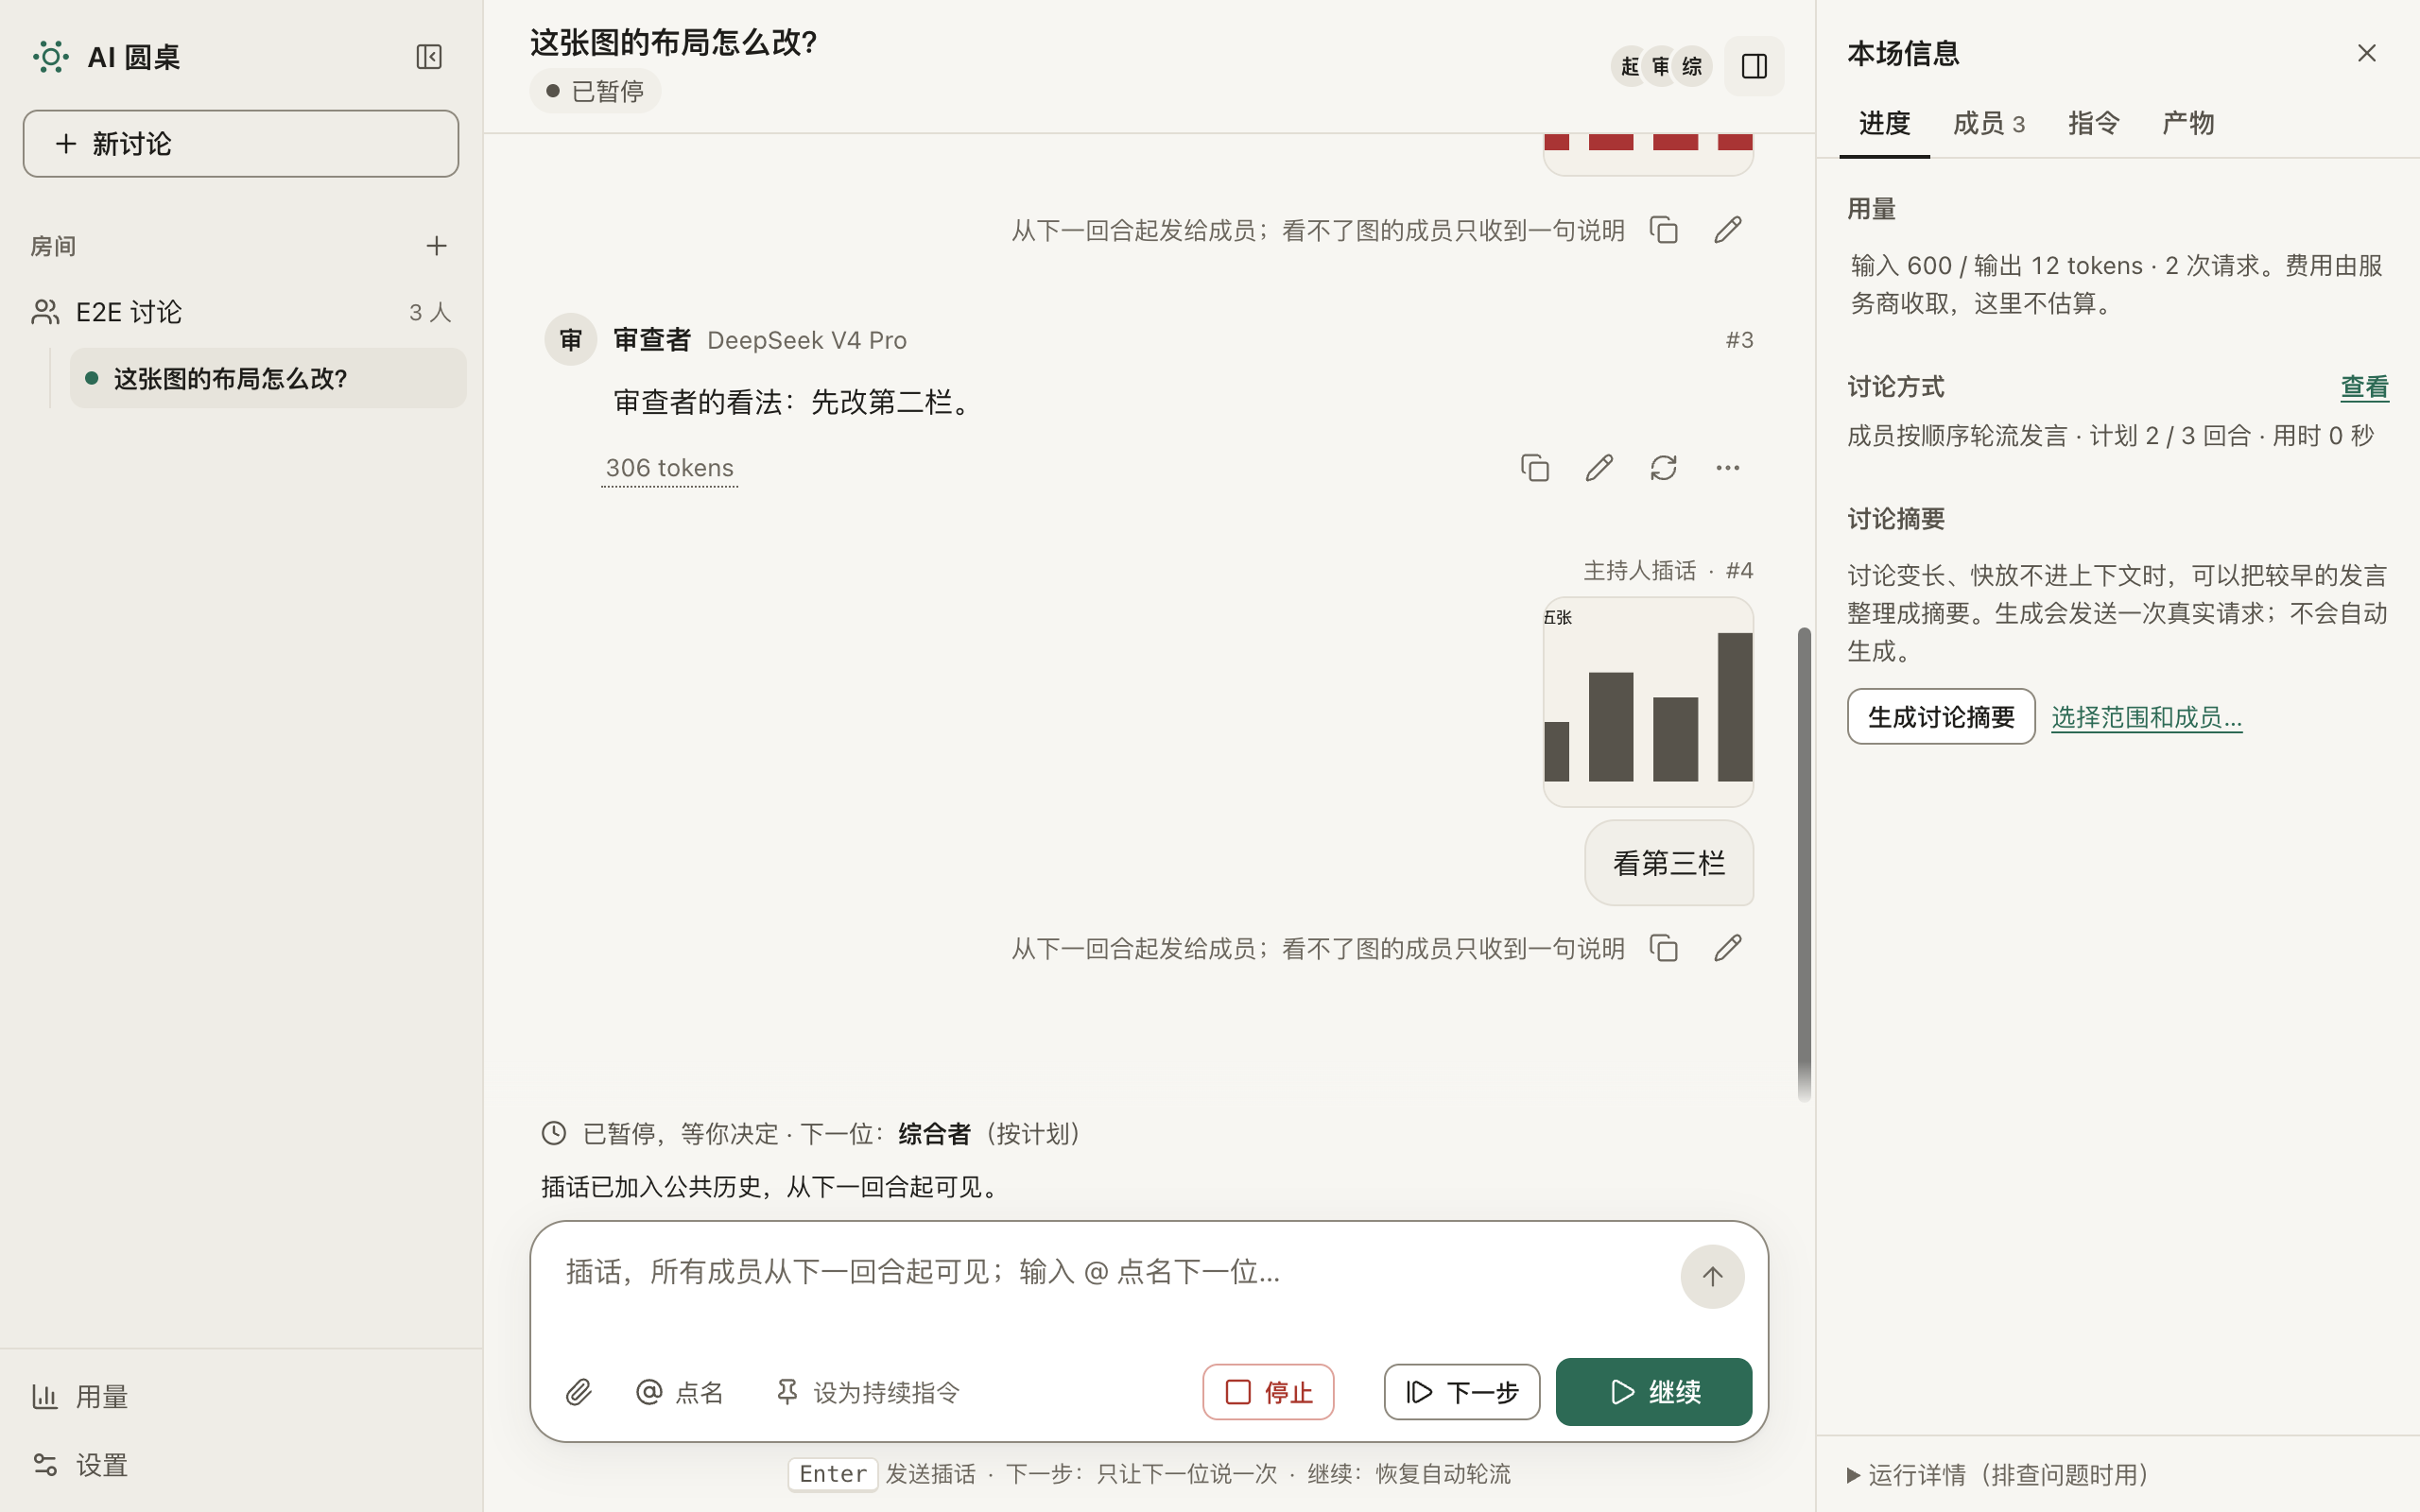 AI 圆桌
新讨论
房间
E2E 讨论
3 人
这张图的布局怎么改？
用量
设置
这张图的布局怎么改？
已暂停
起
审
综
从下一回合起发给成员；看不了图的成员只收到一句说明
审
审查者 DeepSeek V4 Pro
#3
审查者的看法：先改第二栏。
306 tokens
主持人插话 · #4
五张
看第三栏
从下一回合起发给成员；看不了图的成员只收到一句说明
已暂停，等你决定 · 下一位：综合者（按计划）
插话已加入公共历史，从下一回合起可见。
插话，所有成员从下一回合起可见；输入 @ 点名下一位…
点名
设为持续指令
停止
下一步
继续
Enter 发送插话 · 下一步：只让下一位说一次 · 继续：恢复自动轮流
本场信息
进度
成员 3
指令
产物
用量
输入 600 / 输出 12 tokens · 2 次请求。费用由服
务商收取，这里不估算。
讨论方式
查看
成员按顺序轮流发言 · 计划 2 / 3 回合 · 用时 0 秒
讨论摘要
讨论变长、快放不进上下文时，可以把较早的发言
整理成摘要。生成会发送一次真实请求；不会自动
生成。
生成讨论摘要
选择范围和成员…
运行详情（排查问题时用）